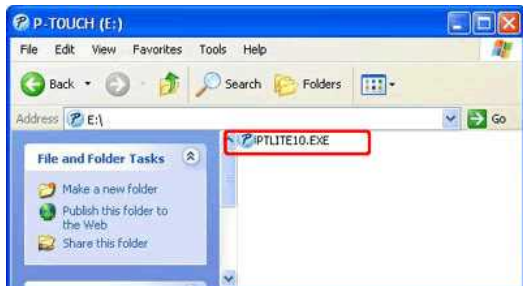 P-TOUCH (E:)
File Edit View Favorites Tools Help
Back Search Folders
Address E:\ Go
File and Folder Tasks
PTLITE10.EXE
Make a new folder
Publish this folder to
the Web
Share this folder